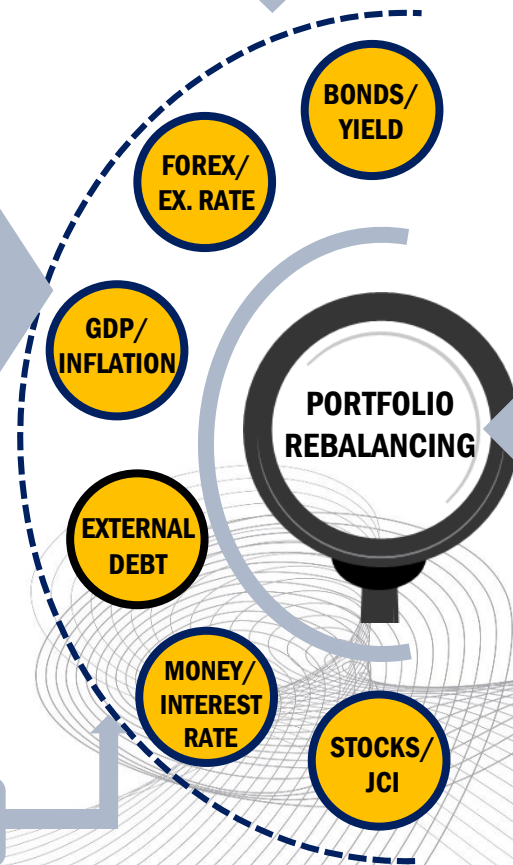 BONDS/
YIELD
FOREX/
EX. RATE
GDP/
INFLATION
PORTFOLIO
REBALANCING
EXTERNAL
DEBT
MONEY/
INTEREST
RATE
STOCKS/
JCI